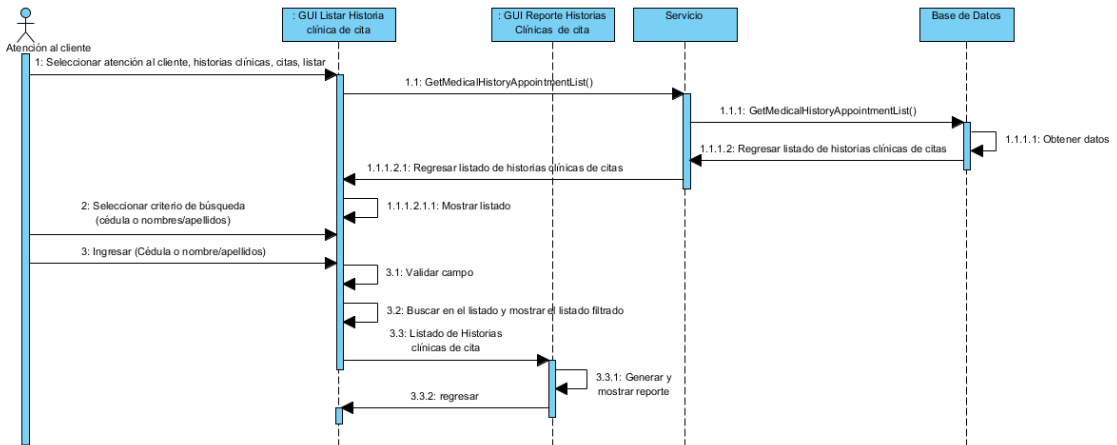 : GUI Listar Historia
clínica de cita
: GUI Reporte Historias
Clínicas de cita
Servicio
Base de Datos
Atención al cliente
1: Seleccionar atención al cliente, historias clínicas, citas, listar
1.1: GetMedicalHistoryAppointmentList()
1.1.1: GetMedicalHistoryAppointmentList()
1.1.1.1: Obtener datos
1.1.1.2: Regresar listado de historias clínicas de citas
1.1.1.2.1: Regresar listado de historias clínicas de citas
1.1.1.2.1.1: Mostrar listado
2: Seleccionar criterio de búsqueda
(cédula o nombres/apellidos)
3: Ingresar (Cédula o nombre/apellidos)
3.1: Validar campo
3.2: Buscar en el listado y mostrar el listado filtrado
3.3: Listado de Historias
clínicas de cita
3.3.1: Generar y
mostrar reporte
3.3.2: regresar